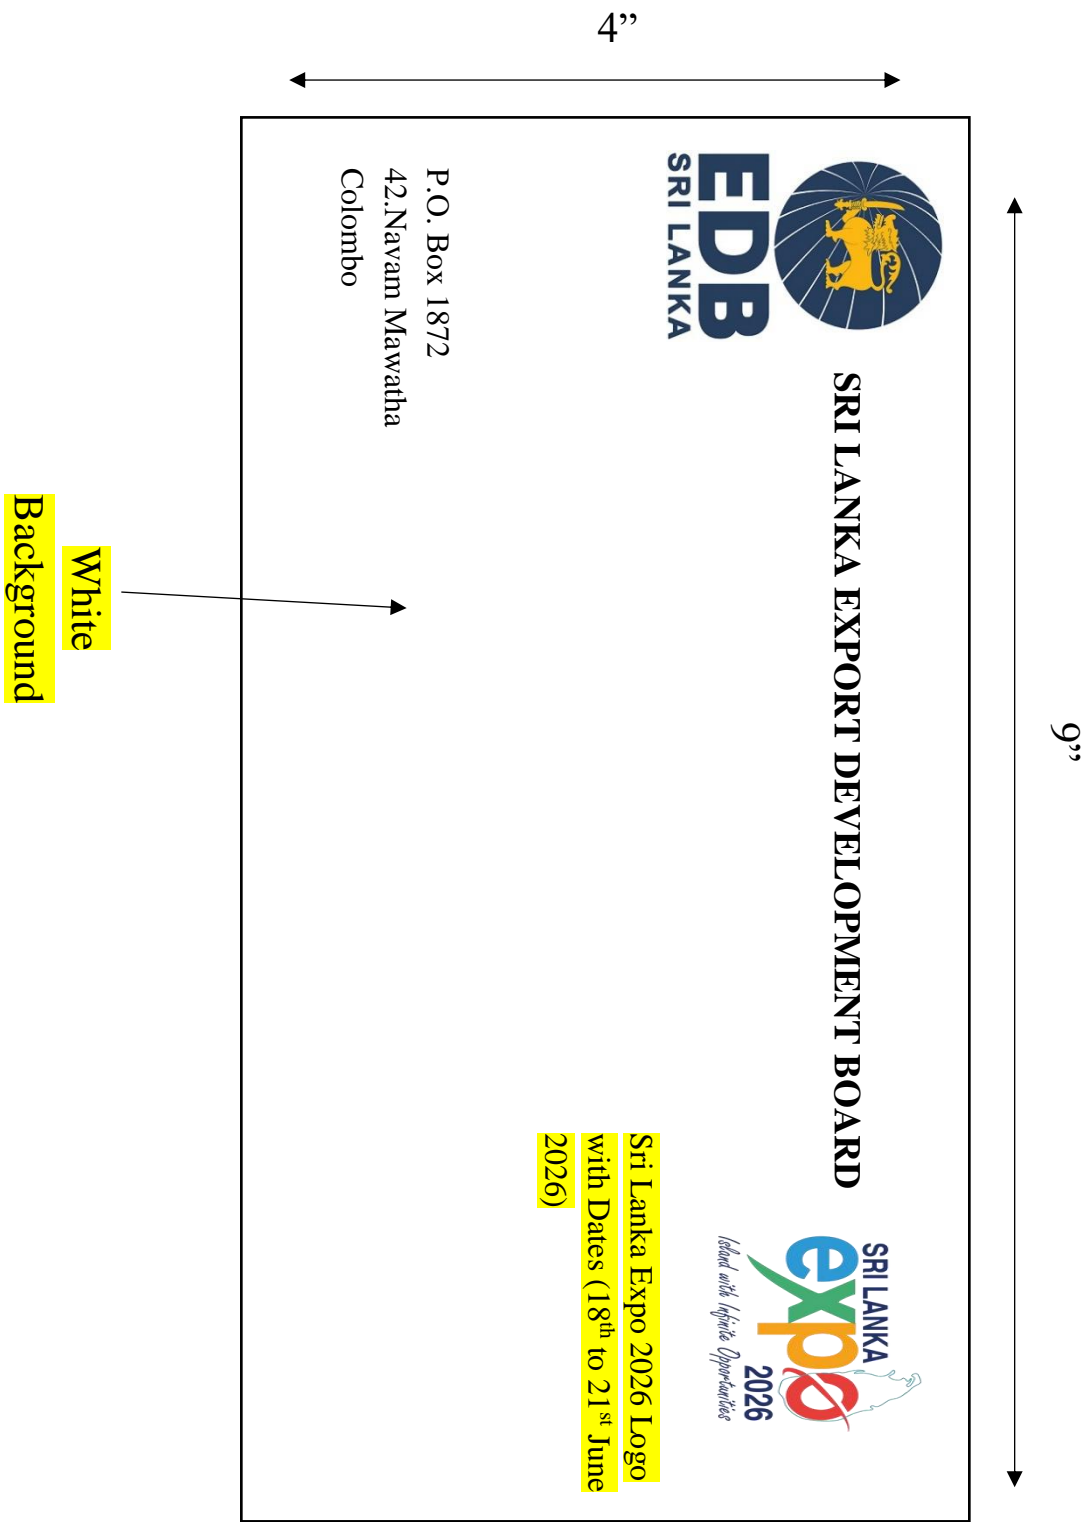 9”
4”
EDB
SRI LANKA
SRI LANKA EXPORT DEVELOPMENT BOARD
SRI LANKA
expo
2026
Island with Infinite Opportunities
Sri Lanka Expo 2026 Logo
with Dates (18th to 21st June
2026)
P.O. Box 1872
42.Navam Mawatha
Colombo
White
Background